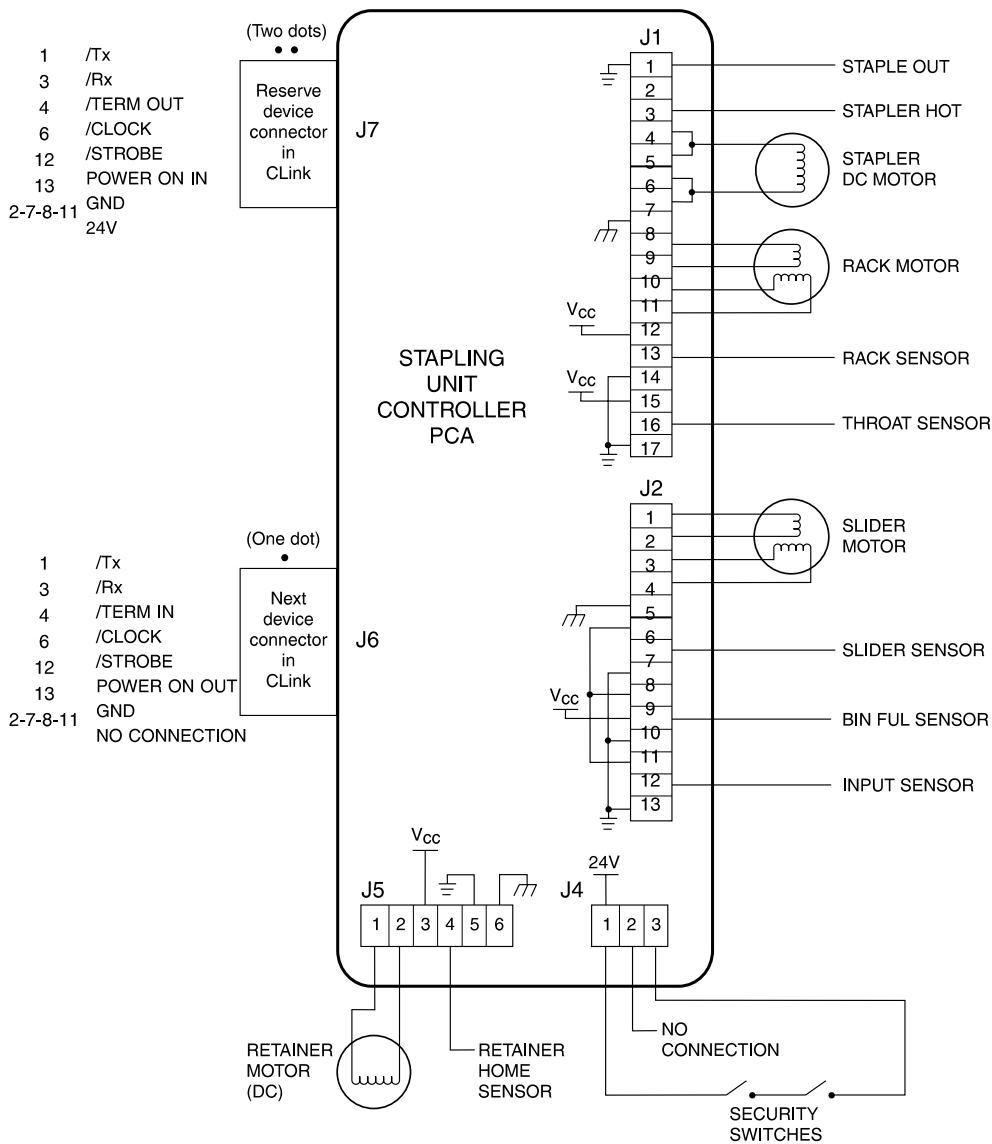 (Two dots)
1 /Tx
3 /Rx
4 /TERM OUT
6 /CLOCK
12 /STROBE
13 POWER ON IN
2-7-8-11 GND
24V
Reserve
device
connector
in
CLink
J7
J1
1
2
3
4
5
6
7
8
9
10
11
12
13
14
15
16
17
VCC
VCC
STAPLE OUT
STAPLER HOT
STAPLER
DC MOTOR
RACK MOTOR
RACK SENSOR
THROAT SENSOR
STAPLING
UNIT
CONTROLLER
PCA
(One dot)
1 /Tx
3 /Rx
4 /TERM IN
6 /CLOCK
12 /STROBE
13 POWER ON OUT
2-7-8-11 GND
NO CONNECTION
Next
device
connector
in
CLink
J6
J2
1
2
3
4
5
6
7
8
9
10
11
12
13
VCC
SLIDER
MOTOR
SLIDER SENSOR
BIN FUL SENSOR
INPUT SENSOR
VCC
J5
1 2 3 4 5 6
24V
J4
1 2 3
RETAINER
MOTOR
(DC)
RETAINER
HOME
SENSOR
NO
CONNECTION
SECURITY
SWITCHES